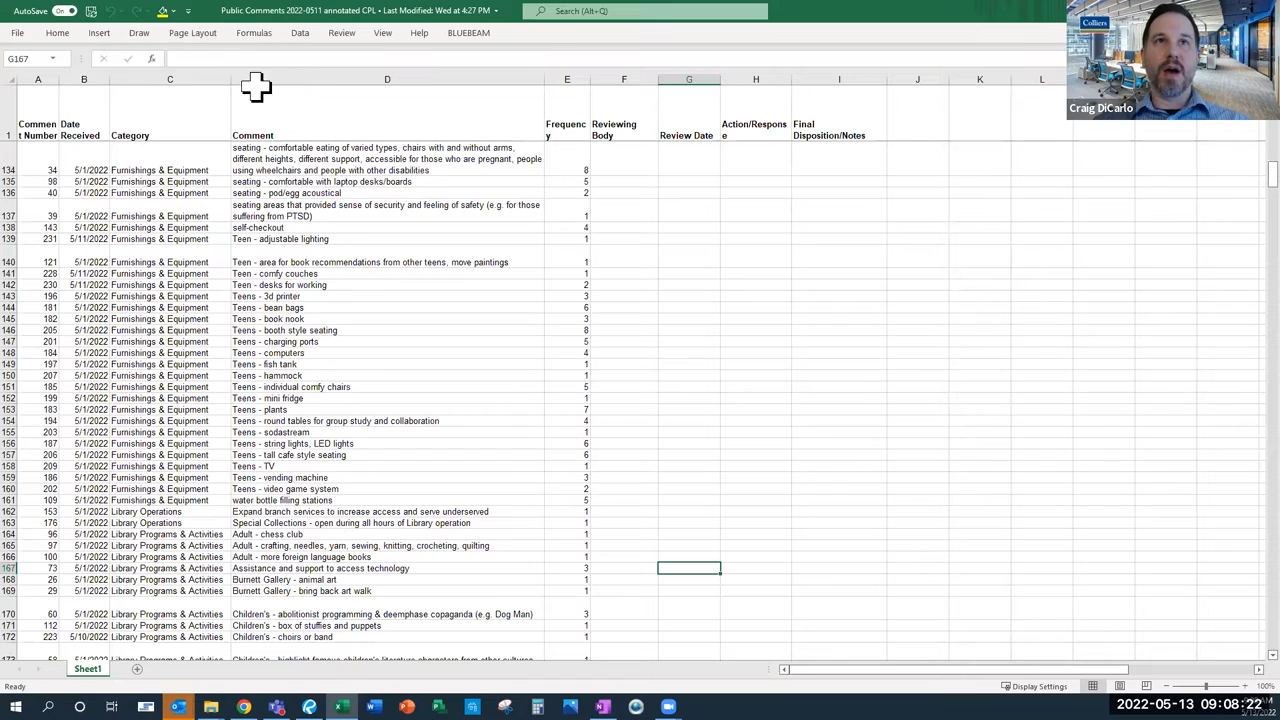 AutoSave On Public Comments 2022-0511 annotated CPL • Last Modified: Wed at 4:27 PM Search (Alt+Q)
File Home Insert Draw Page Layout Formulas Data Review View Help BLUEBEAM
G167 fx
A B C D E F G H I J K L
Colliers
Craig DiCarlo
1 Commen t Number Date Received Category Comment Frequenc y Reviewing Body Review Date Action/Respons e Final Disposition/Notes
seating - comfortable eating of varied types, chairs with and without arms,
different heights, different support, accessible for those who are pregnant, people
134 34 5/1/2022 Furnishings & Equipment using wheelchairs and people with other disabilities 8
135 98 5/1/2022 Furnishings & Equipment seating - comfortable with laptop desks/boards 5
136 40 5/1/2022 Furnishings & Equipment seating - pod/egg acoustical 2
seating areas that provided sense of security and feeling of safety (e.g. for those
137 39 5/1/2022 Furnishings & Equipment suffering from PTSD) 1
138 143 5/1/2022 Furnishings & Equipment self-checkout 4
139 231 5/11/2022 Furnishings & Equipment Teen - adjustable lighting 1
140 121 5/1/2022 Furnishings & Equipment Teen - area for book recommendations from other teens, move paintings 1
141 228 5/11/2022 Furnishings & Equipment Teen - comfy couches 1
142 230 5/11/2022 Furnishings & Equipment Teen - desks for working 2
143 196 5/1/2022 Furnishings & Equipment Teens - 3d printer 3
144 181 5/1/2022 Furnishings & Equipment Teens - bean bags 6
145 182 5/1/2022 Furnishings & Equipment Teens - book nook 3
146 205 5/1/2022 Furnishings & Equipment Teens - booth style seating 8
147 201 5/1/2022 Furnishings & Equipment Teens - charging ports 5
148 184 5/1/2022 Furnishings & Equipment Teens - computers 4
149 197 5/1/2022 Furnishings & Equipment Teens - fish tank 1
150 207 5/1/2022 Furnishings & Equipment Teens - hammock 1
151 185 5/1/2022 Furnishings & Equipment Teens - individual comfy chairs 5
152 199 5/1/2022 Furnishings & Equipment Teens - mini fridge 1
153 183 5/1/2022 Furnishings & Equipment Teens - plants 7
154 194 5/1/2022 Furnishings & Equipment Teens - round tables for group study and collaboration 4
155 203 5/1/2022 Furnishings & Equipment Teens - sodastream 1
156 187 5/1/2022 Furnishings & Equipment Teens - string lights, LED lights 6
157 206 5/1/2022 Furnishings & Equipment Teens - tall cafe style seating 6
158 209 5/1/2022 Furnishings & Equipment Teens - TV 1
159 186 5/1/2022 Furnishings & Equipment Teens - vending machine 3
160 202 5/1/2022 Furnishings & Equipment Teens - video game system 2
161 109 5/1/2022 Furnishings & Equipment water bottle filling stations 5
162 153 5/1/2022 Library Operations Expand branch services to increase access and serve underserved 1
163 176 5/1/2022 Library Operations Special Collections - open during all hours of Library operation 1
164 96 5/1/2022 Library Programs & Activities Adult - chess club 1
165 97 5/1/2022 Library Programs & Activities Adult - crafting, needles, yarn, sewing, knitting, crocheting, quilting 1
166 100 5/1/2022 Library Programs & Activities Adult - more foreign language books 1
167 73 5/1/2022 Library Programs & Activities Assistance and support to access technology 3
168 26 5/1/2022 Library Programs & Activities Burnett Gallery - animal art 1
169 29 5/1/2022 Library Programs & Activities Burnett Gallery - bring back art walk 1
170 60 5/1/2022 Library Programs & Activities Children's - abolitionist programming & deemphase copaganda (e.g. Dog Man) 3
171 112 5/1/2022 Library Programs & Activities Children's - box of stuffies and puppets 1
172 223 5/10/2022 Library Programs & Activities Children's - choirs or band 1
Sheet1
Ready Display Settings 100%
2022-05-13 09:08:22